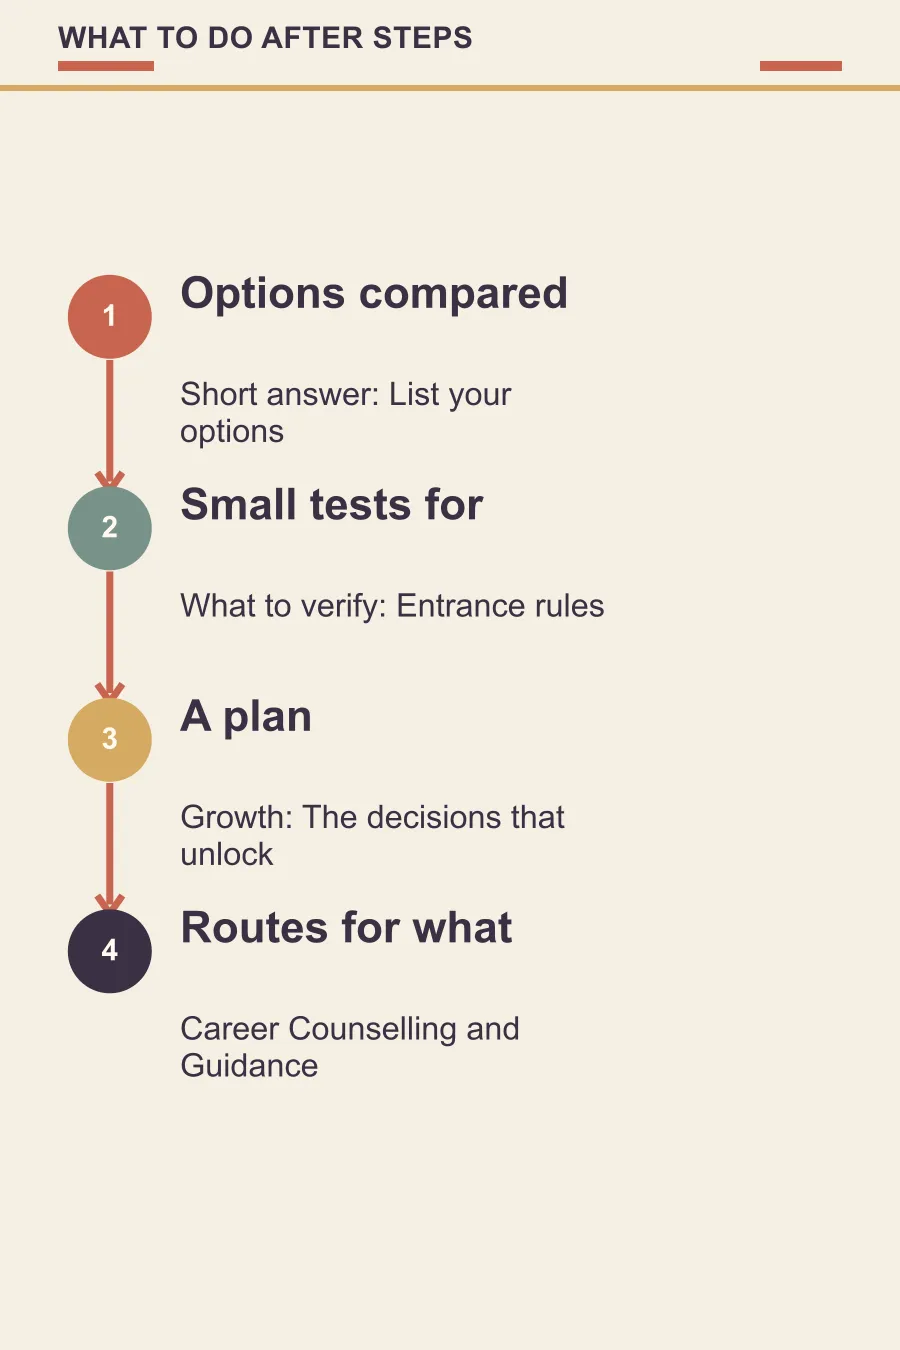 WHAT TO DO AFTER STEPS
1
Options compared
Short answer: List your
options
2
Small tests for
What to verify: Entrance rules
3
A plan
Growth: The decisions that
unlock
4
Routes for what
Career Counselling and
Guidance